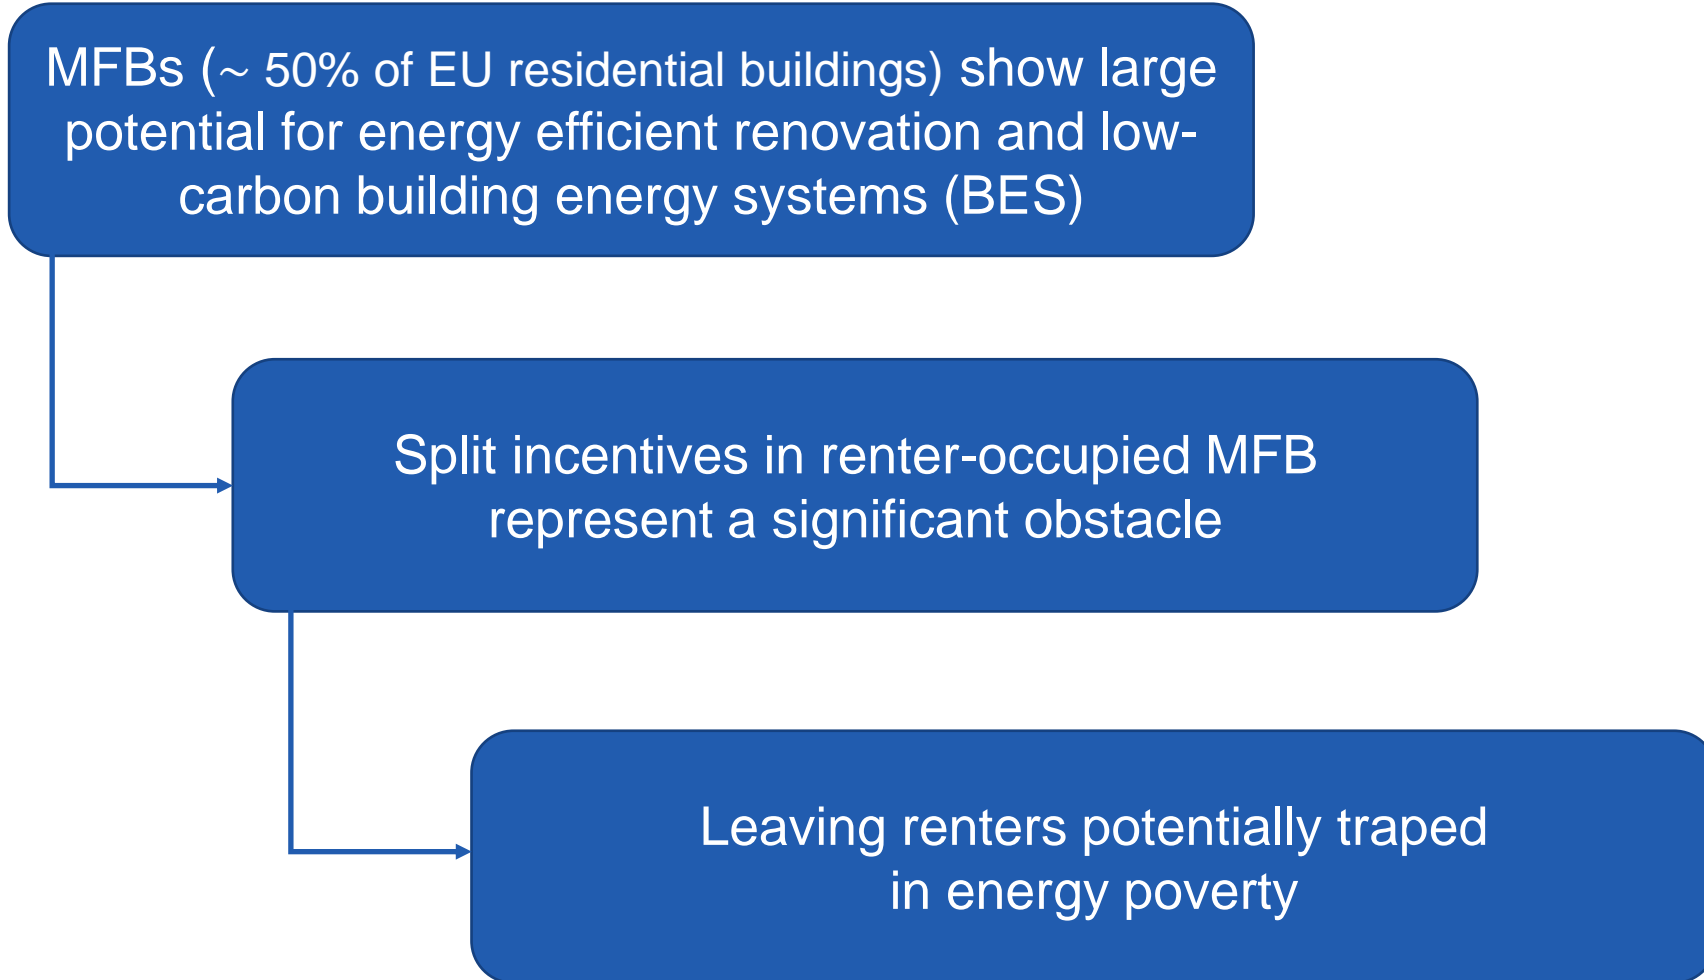 MFBs (~ 50% of EU residential buildings) show large
potential for energy efficient renovation and low-
carbon building energy systems (BES)
Split incentives in renter-occupied MFB
represent a significant obstacle
Leaving renters potentially traped
in energy poverty